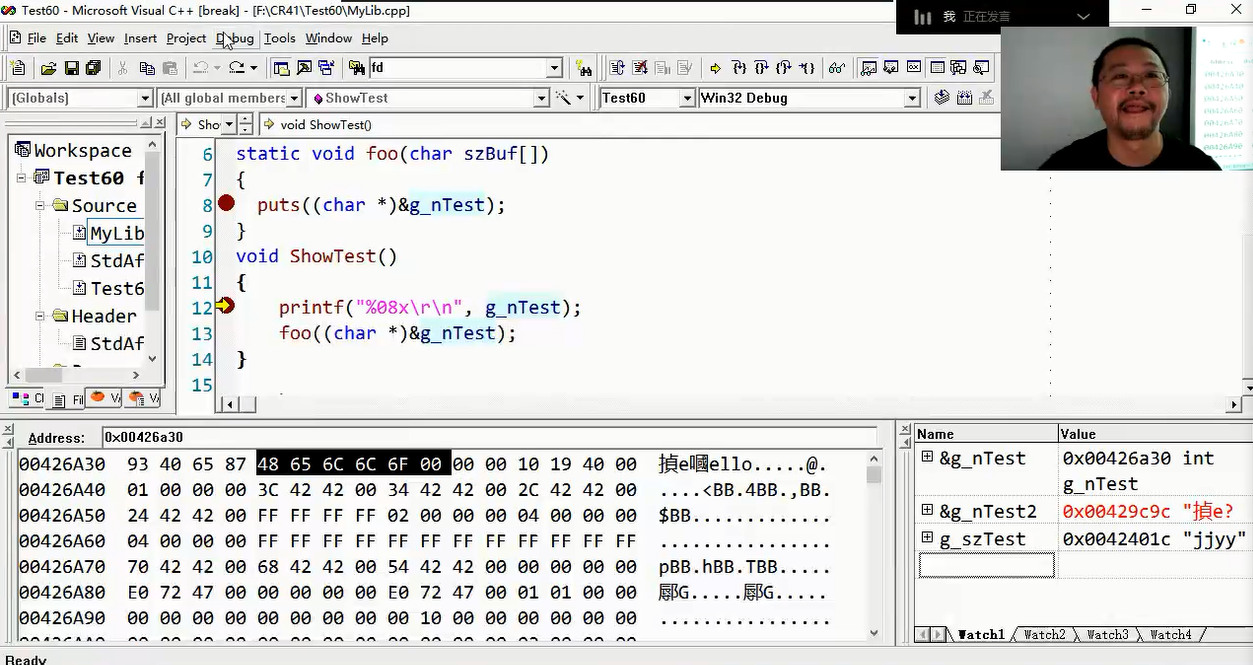 Test60 - Microsoft Visual C++ [break] - [F:\CR41\Test60\MyLib.cpp]
我 正在发言
File Edit View Insert Project Debug Tools Window Help
fd
(Globals) [All global members ShowTest Test60 Win32 Debug
Sho void ShowTest()
Workspace
Test60 f
Source
MyLib
StdAf
Test6
Header
StdAf
6 static void foo(char szBuf[])
7 {
8 puts((char *)&g_nTest);
9 }
10 void ShowTest()
11 {
12 printf("%08x\r\n", g_nTest);
13 foo((char *)&g_nTest);
14 }
15
Address: 0x00426a30
00426A30 93 40 65 87 48 65 6C 6C 6F 00 00 00 10 19 40 00 揁e嘓ello.....@.
00426A40 01 00 00 00 3C 42 42 00 34 42 42 00 2C 42 42 00 ....<BB.4BB.,BB.
00426A50 24 42 42 00 FF FF FF FF 02 00 00 00 04 00 00 00 $BB.............
00426A60 04 00 00 00 FF FF FF FF FF FF FF FF FF FF FF FF ................
00426A70 70 42 42 00 68 42 42 00 54 42 42 00 00 00 00 00 pBB.hBB.TBB.....
00426A80 E0 72 47 00 00 00 00 00 E0 72 47 00 01 01 00 00 郣G.....郣G.....
00426A90 00 00 00 00 00 00 00 00 00 10 00 00 00 00 00 00 ................
Name Value
&g_nTest 0x00426a30 int
g_nTest
&g_nTest2 0x00429c9c "揁e?
g_szTest 0x0042401c "jjyy"
Watch1 Watch2 Watch3 Watch4
Ready